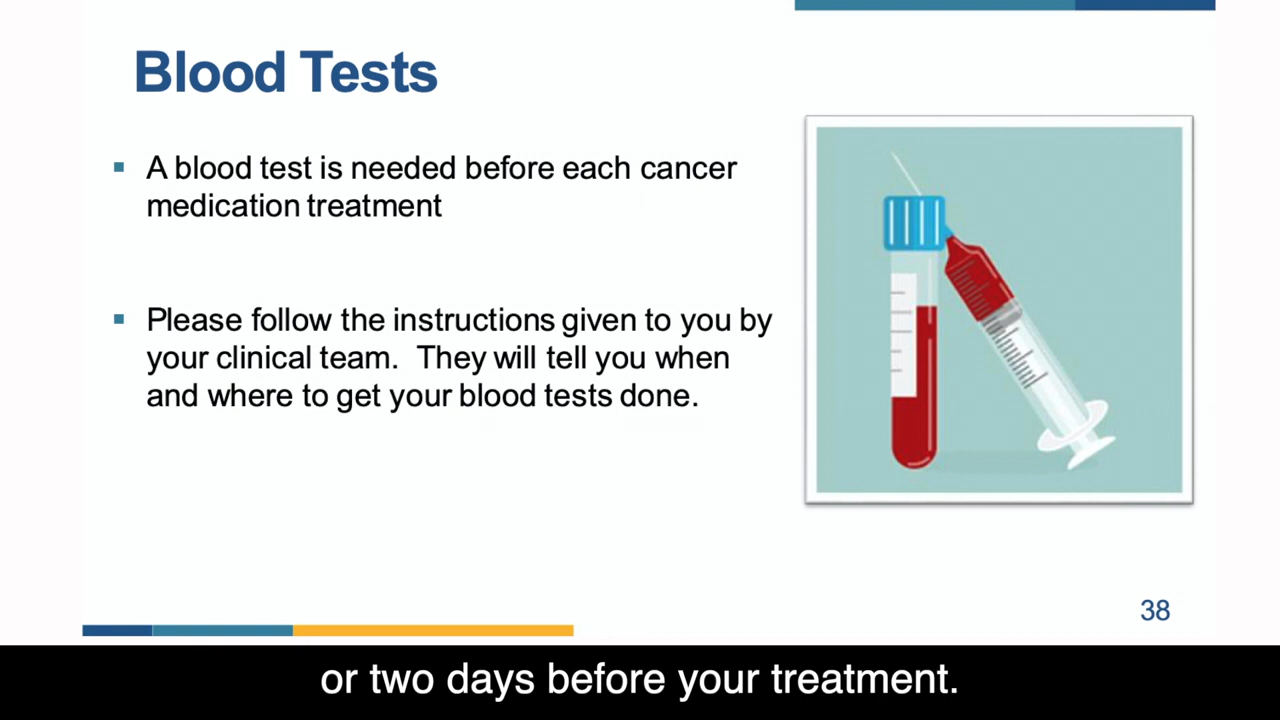 Blood Tests
▪ A blood test is needed before each cancer
medication treatment
▪ Please follow the instructions given to you by
your clinical team.  They will tell you when
and where to get your blood tests done.
38
or two days before your treatment.